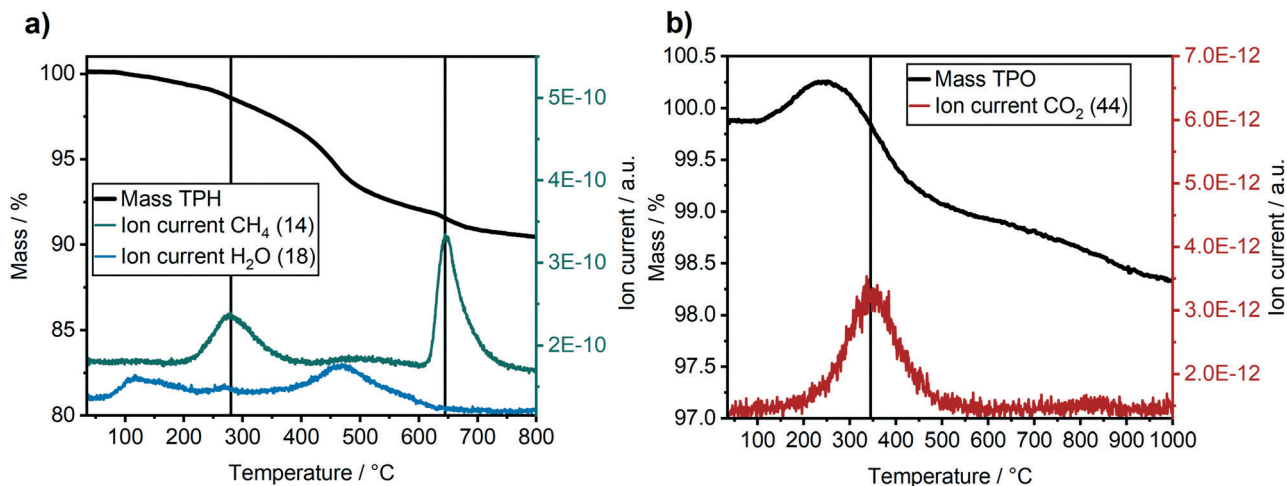 a)
100
95
90
85
80
Mass / %
Mass TPH
Ion current CH₄ (14)
Ion current H₂O (18)
5E-10
4E-10
3E-10
2E-10
Ion current / a.u.
100 200 300 400 500 600 700 800
Temperature / °C
b)
100.5
100.0
99.5
99.0
98.5
98.0
97.5
97.0
Mass / %
Mass TPO
Ion current CO₂ (44)
7.0E-12
6.0E-12
5.0E-12
4.0E-12
3.0E-12
2.0E-12
Ion current / a.u.
100 200 300 400 500 600 700 800 900 1000
Temperature / °C